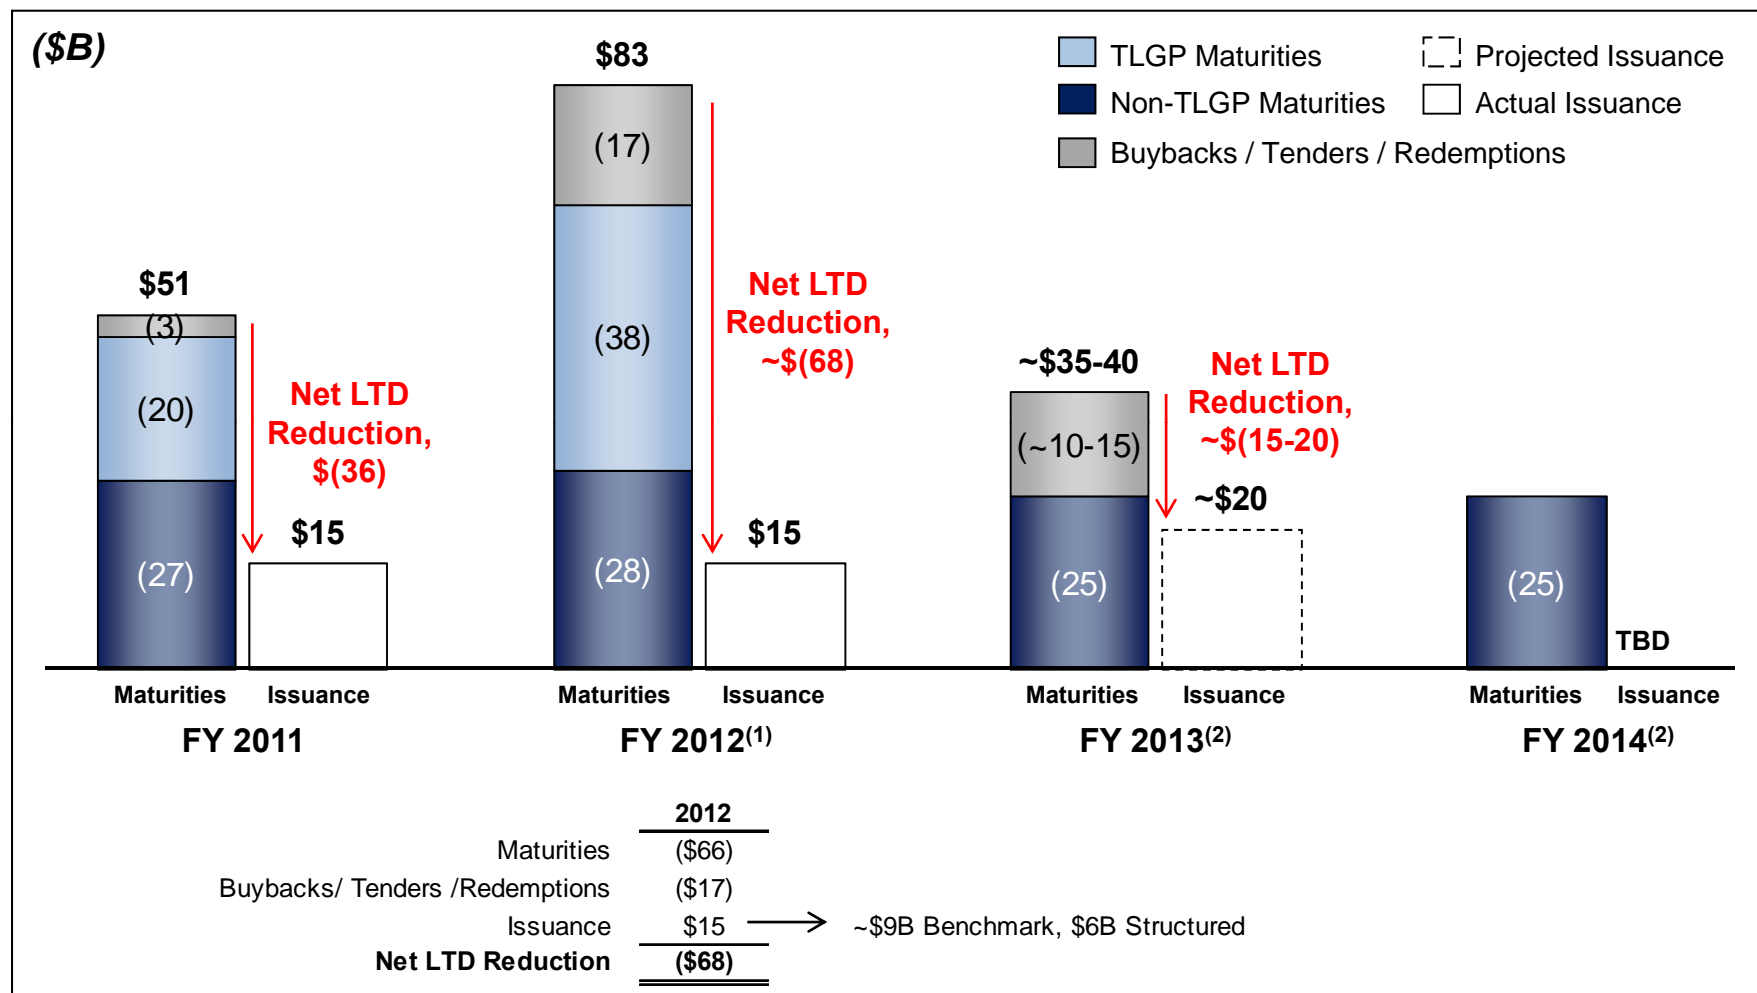 ($B)
TLGP Maturities
Projected Issuance
Non-TLGP Maturities
Actual Issuance
Buybacks / Tenders / Redemptions
$51
(3)
(20)
(27)
Net LTD
Reduction,
$(36)
$15
$83
(17)
(38)
(28)
Net LTD
Reduction,
~$(68)
$15
~$35-40
(~10-15)
(25)
Net LTD
Reduction,
~$(15-20)
~$20
(25)
TBD
Maturities Issuance
Maturities Issuance
Maturities Issuance
Maturities Issuance
FY 2011
FY 2012(1)
FY 2013(2)
FY 2014(2)
2012
Maturities ($66)
Buybacks/ Tenders /Redemptions ($17)
Issuance $15 ~$9B Benchmark, $6B Structured
Net LTD Reduction ($68)